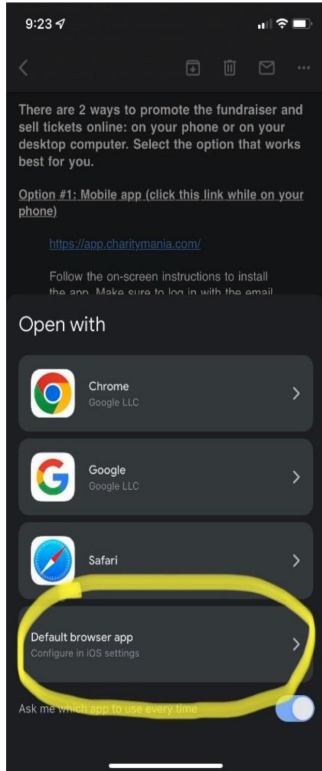 9:23
There are 2 ways to promote the fundraiser and
sell tickets online: on your phone or on your
desktop computer. Select the option that works
best for you.
Option #1: Mobile app (click this link while on your
phone)
https://app.charitymania.com/
Follow the on-screen instructions to install
the app. Make sure to log in with the email
Open with
Chrome
Google LLC
Google
Google LLC
Safari
Default browser app
Configure in iOS settings
Ask me which app to use every time